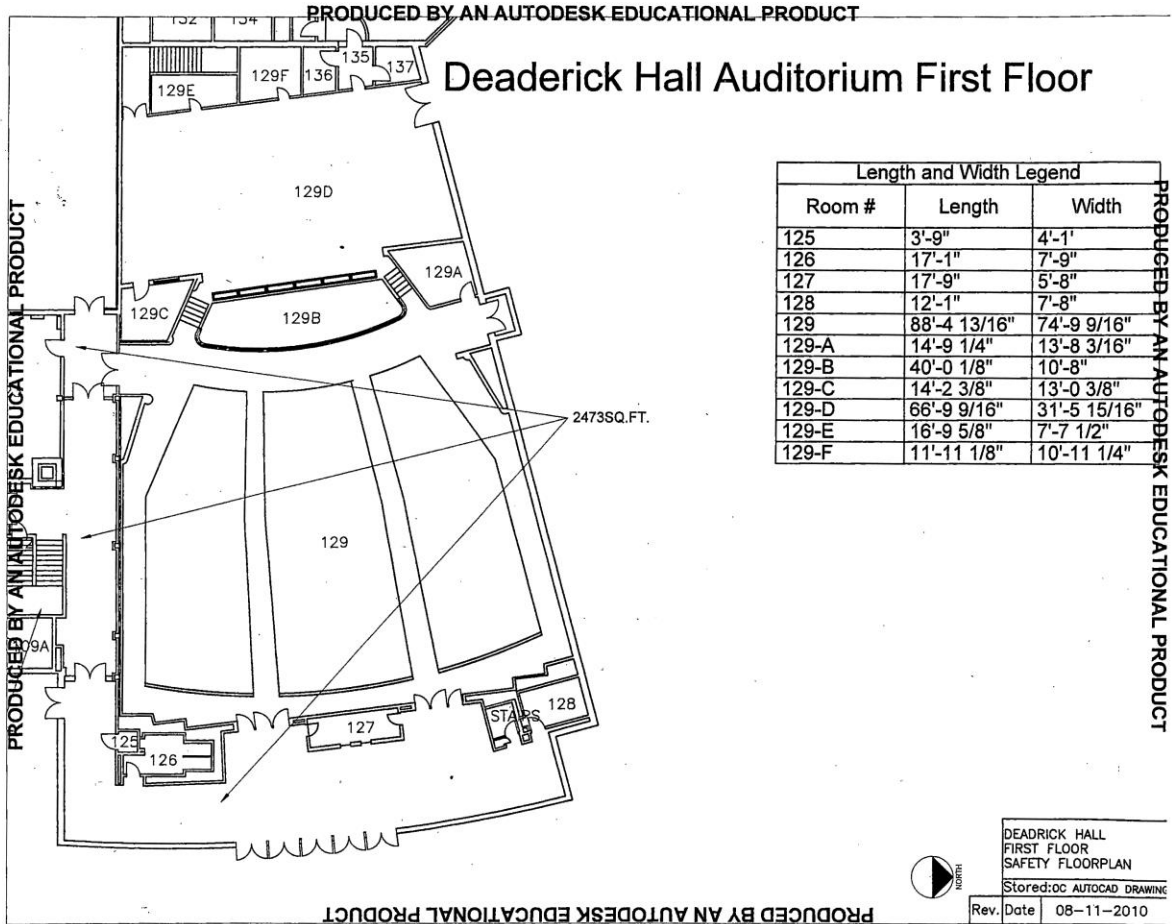 PRODUCED BY AN AUTODESK EDUCATIONAL PRODUCT
Deaderick Hall Auditorium First Floor
132
134
135
137
136
129F
129E
129D
129A
129C
129B
2473SQ.FT.
129
09A
STAIRS
128
127
125
126
Length and Width Legend
Room # Length Width
125 3'-9" 4'-1'
126 17'-1" 7'-9"
127 17'-9" 5'-8"
128 12'-1" 7'-8"
129 88'-4 13/16" 74'-9 9/16"
129-A 14'-9 1/4" 13'-8 3/16"
129-B 40'-0 1/8" 10'-8"
129-C 14'-2 3/8" 13'-0 3/8"
129-D 66'-9 9/16" 31'-5 15/16"
129-E 16'-9 5/8" 7'-7 1/2"
129-F 11'-11 1/8" 10'-11 1/4"
PRODUCED BY AN AUTODESK EDUCATIONAL PRODUCT
PRODUCED BY AN AUTODESK EDUCATIONAL PRODUCT
NORTH
DEADRICK HALL
FIRST FLOOR
SAFETY FLOORPLAN
Stored:OC AUTOCAD DRAWING
Rev. Date 08-11-2010
PRODUCED BY AN AUTODESK EDUCATIONAL PRODUCT